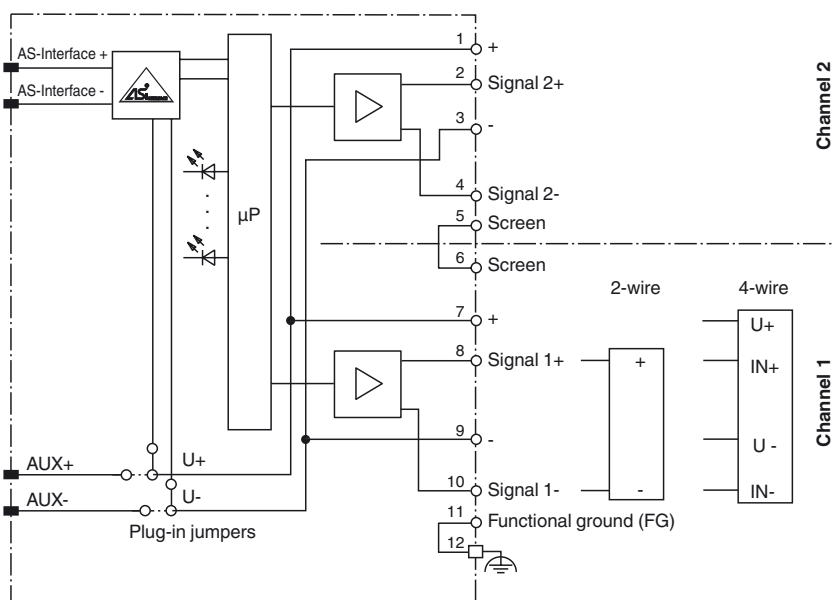 AS-Interface +
AS-Interface -
1
+
2
Signal 2+
3
-
4
Signal 2-
5
Screen
6
Screen
Channel 2
µP
7
+
8
Signal 1+
9
-
10
Signal 1-
11
Functional ground (FG)
12
2-wire
+
-
4-wire
U+
IN+
U -
IN-
Channel 1
AUX+
U+
AUX-
U-
Plug-in jumpers